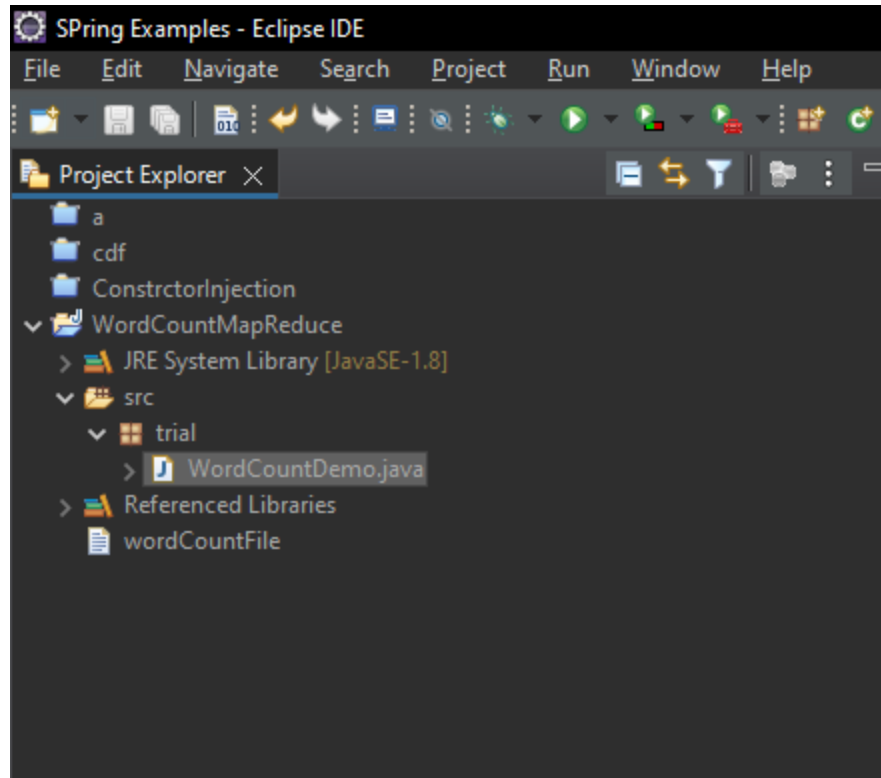 SPring Examples - Eclipse IDE
File Edit Navigate Search Project Run Window Help
010
Project Explorer
a
cdf
ConstrctorInjection
WordCountMapReduce
JRE System Library [JavaSE-1.8]
src
trial
J WordCountDemo.java
Referenced Libraries
wordCountFile